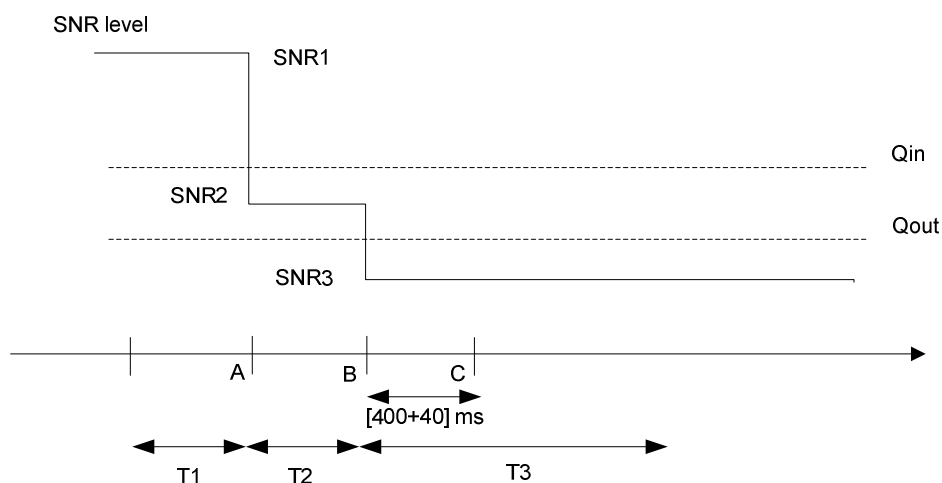 SNR level
SNR1
Qin
SNR2
Qout
SNR3
A
B
C
[400+40] ms
T1
T2
T3